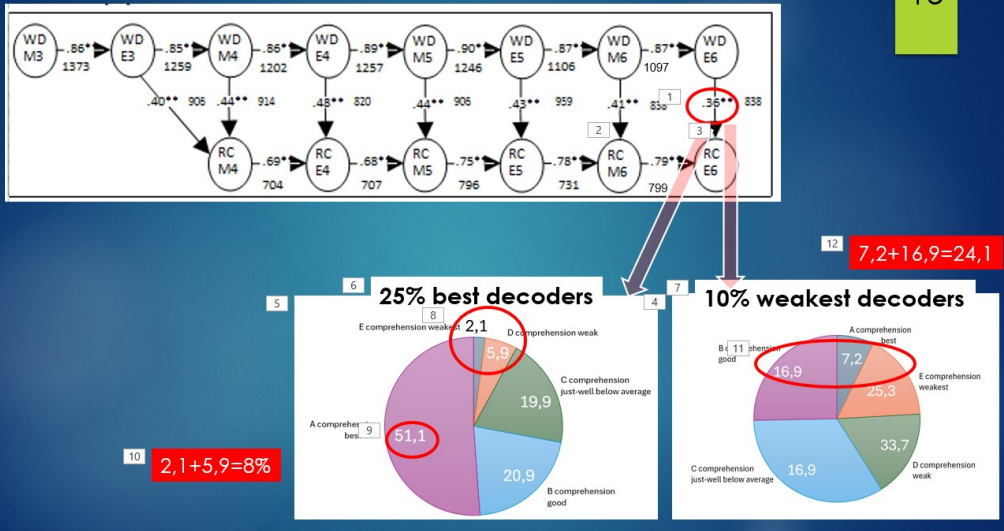 WD M3
-.86**
1373
WD E3
-.85**
1259
WD M4
-.86**
1202
WD E4
-.89**
1257
WD M5
-.90**
1246
WD E5
-.87**
1106
WD M6
-.87**
1097
WD E6
.40** 906
.44** 914
.43** 820
.44** 906
.43** 959
.41**
1
.36** 838
2
3
RC M4
-.69**
704
RC E4
-.68**
707
RC M5
-.75**
796
RC E5
-.78**
731
RC M6
-.79**
799
RC E6
12
7,2+16,9=24,1
5
6
25% best decoders
8
E comprehension weakest
2,1
D comprehension weak
5,9
C comprehension
just-well below average
19,9
A
9
51,1
20,9
B comprehension
good
10
2,1+5,9=8%
4
7
10% weakest decoders
A comprehension
best
B
11
good
16,9
7,2
E comprehension
weakest
25,3
33,7
D comprehension
weak
C comprehension
just-well below average
16,9